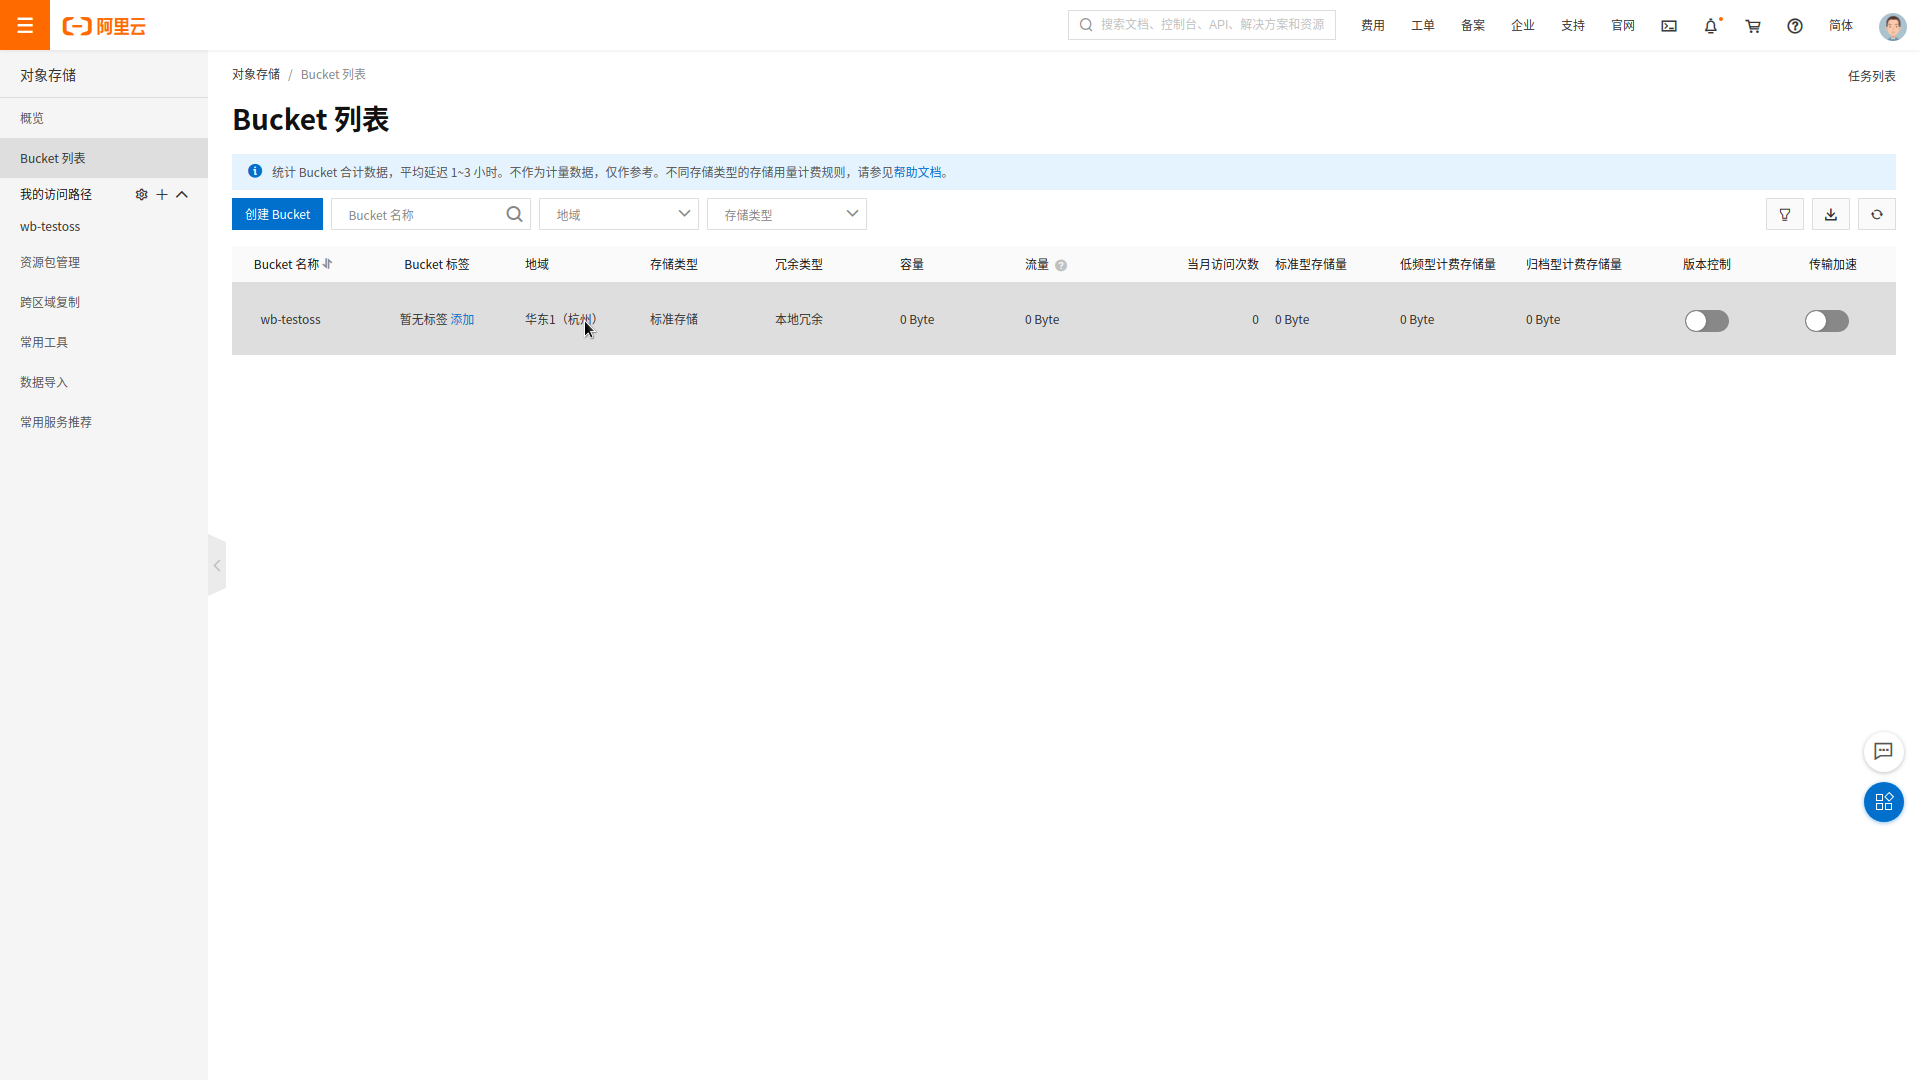 阿里云
搜索文档、控制台、API、解决方案和资源
费用 工单 备案 企业 支持 官网 简体
对象存储
概览
Bucket 列表
我的访问路径
wb-testoss
资源包管理
跨区域复制
常用工具
数据导入
常用服务推荐
对象存储 / Bucket 列表
任务列表
Bucket 列表
统计 Bucket 合计数据，平均延迟 1~3 小时。不作为计量数据，仅作参考。不同存储类型的存储用量计费规则，请参见帮助文档。
创建 Bucket Bucket 名称 地域 存储类型
Bucket 名称 Bucket 标签 地域 存储类型 冗余类型 容量 流量 当月访问次数 标准型存储量 低频型计费存储量 归档型计费存储量 版本控制 传输加速
wb-testoss 暂无标签 添加 华东1（杭州） 标准存储 本地冗余 0 Byte 0 Byte 0 0 Byte 0 Byte 0 Byte